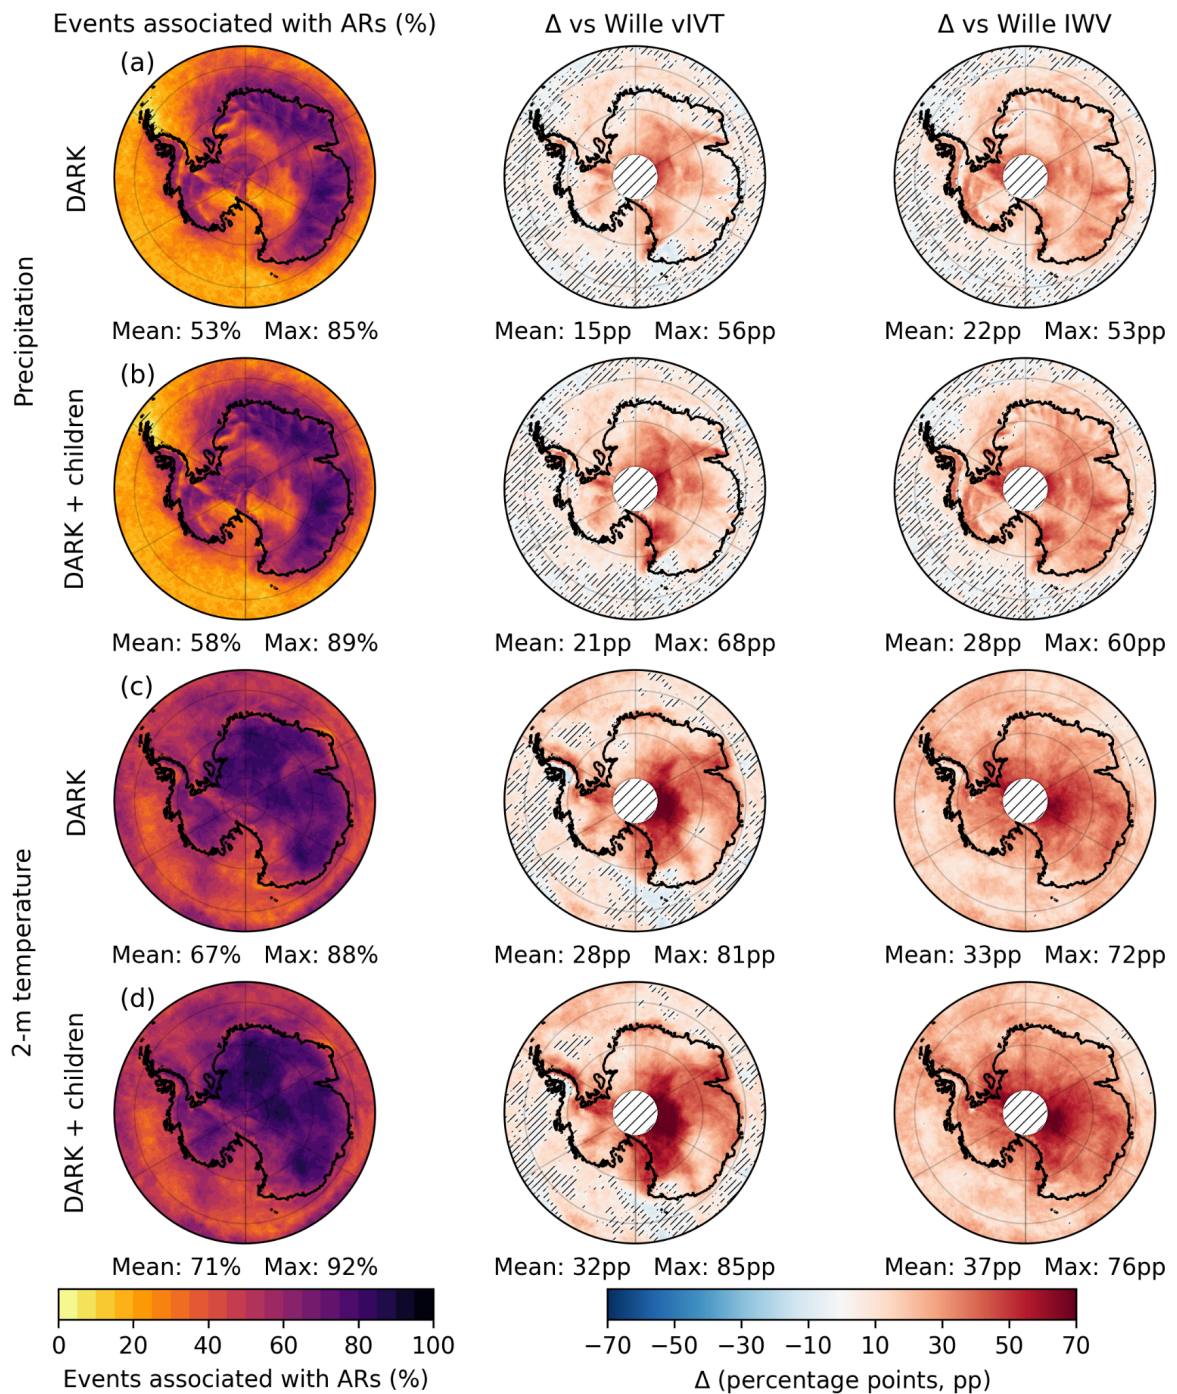 Events associated with ARs (%)
Δ vs Wille vIVT
Δ vs Wille IWV
Precipitation
DARK
(a)
Mean: 53% Max: 85%
Mean: 15pp Max: 56pp
Mean: 22pp Max: 53pp
DARK + children
(b)
Mean: 58% Max: 89%
Mean: 21pp Max: 68pp
Mean: 28pp Max: 60pp
2-m temperature
DARK
(c)
Mean: 67% Max: 88%
Mean: 28pp Max: 81pp
Mean: 33pp Max: 72pp
DARK + children
(d)
Mean: 71% Max: 92%
Mean: 32pp Max: 85pp
Mean: 37pp Max: 76pp
0 20 40 60 80 100
Events associated with ARs (%)
−70 −50 −30 −10 10 30 50 70
Δ (percentage points, pp)